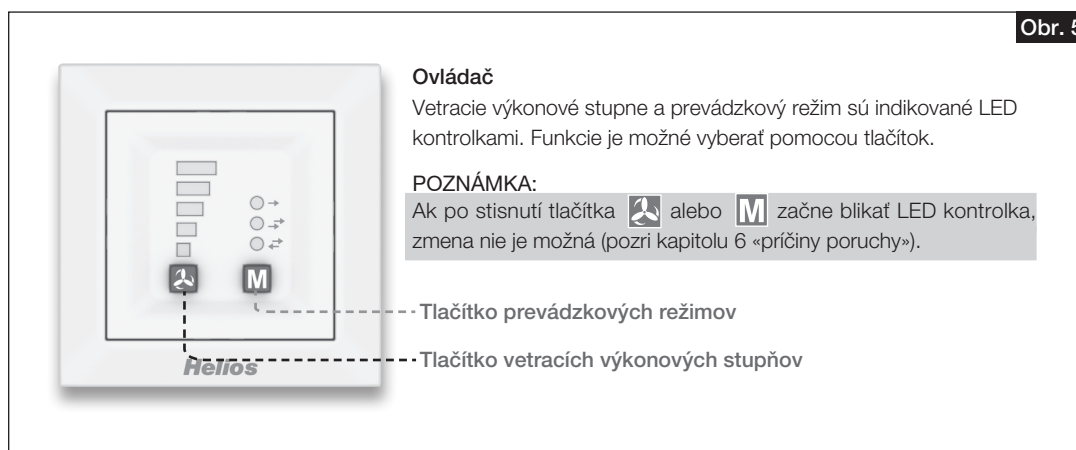 Obr. 5
Ovládač
Vetracie výkonové stupne a prevádzkový režim sú indikované LED
kontrolkami. Funkcie je možné vyberať pomocou tlačítok.
POZNÁMKA:
Ak po stisnutí tlačítka alebo M začne blikať LED kontrolka,
zmena nie je možná (pozri kapitolu 6 «príčiny poruchy»).
M
Tlačítko prevádzkových režimov
Tlačítko vetracích výkonových stupňov
Helios